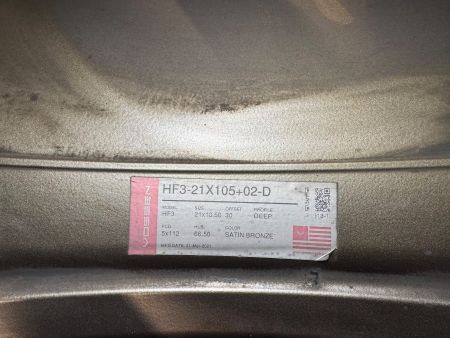 HF3-21X105+02-D
VOSSEN
MODEL SIZE OFFSET PROFILE
HF3 21x10.50 30 DEEP
PCD HUB COLOR
5x112 66.50 SATIN BRONZE